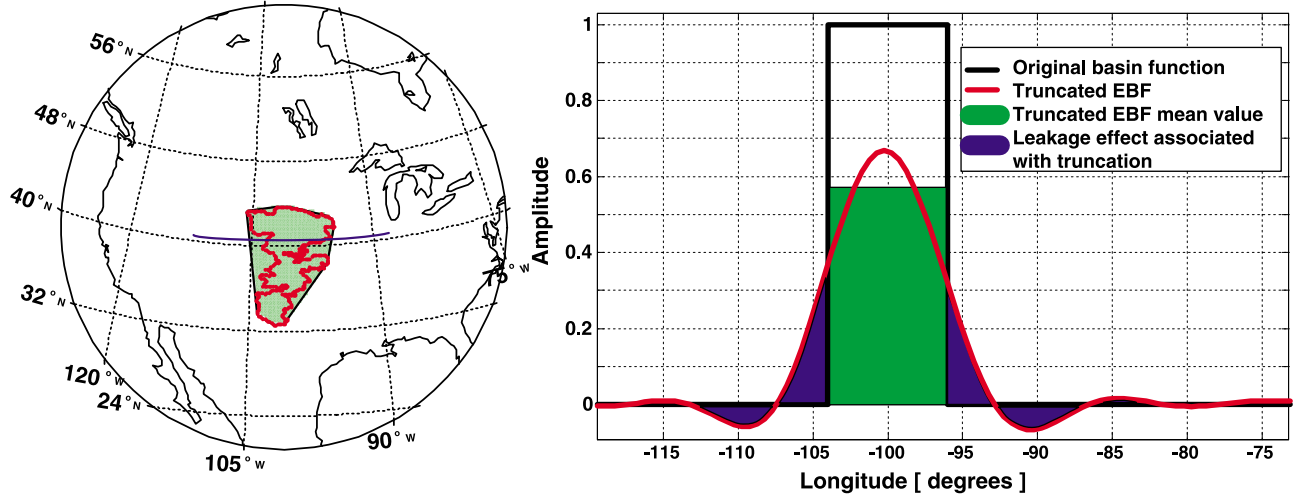 56°N
48°N
40°N
32°N
120°W
24°N
105°W
90°W
75°W
Amplitude
1
0.8
0.6
0.4
0.2
0
Original basin function
Truncated EBF
Truncated EBF mean value
Leakage effect associated
with truncation
-115 -110 -105 -100 -95 -90 -85 -80 -75
Longitude [ degrees ]